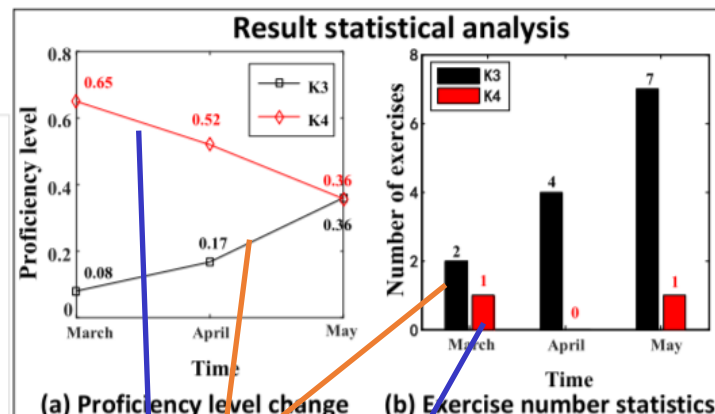 Result statistical analysis
Proficiency level
0.8
0.6
0.4
0.2
0
0.65
0.52
0.36
0.08
0.17
0.36
K3
K4
March
April
May
Time
(a) Proficiency level change
Number of exercises
8
6
4
2
0
K3
K4
2
1
4
0
7
1
March
April
May
Time
(b) Exercise number statistics